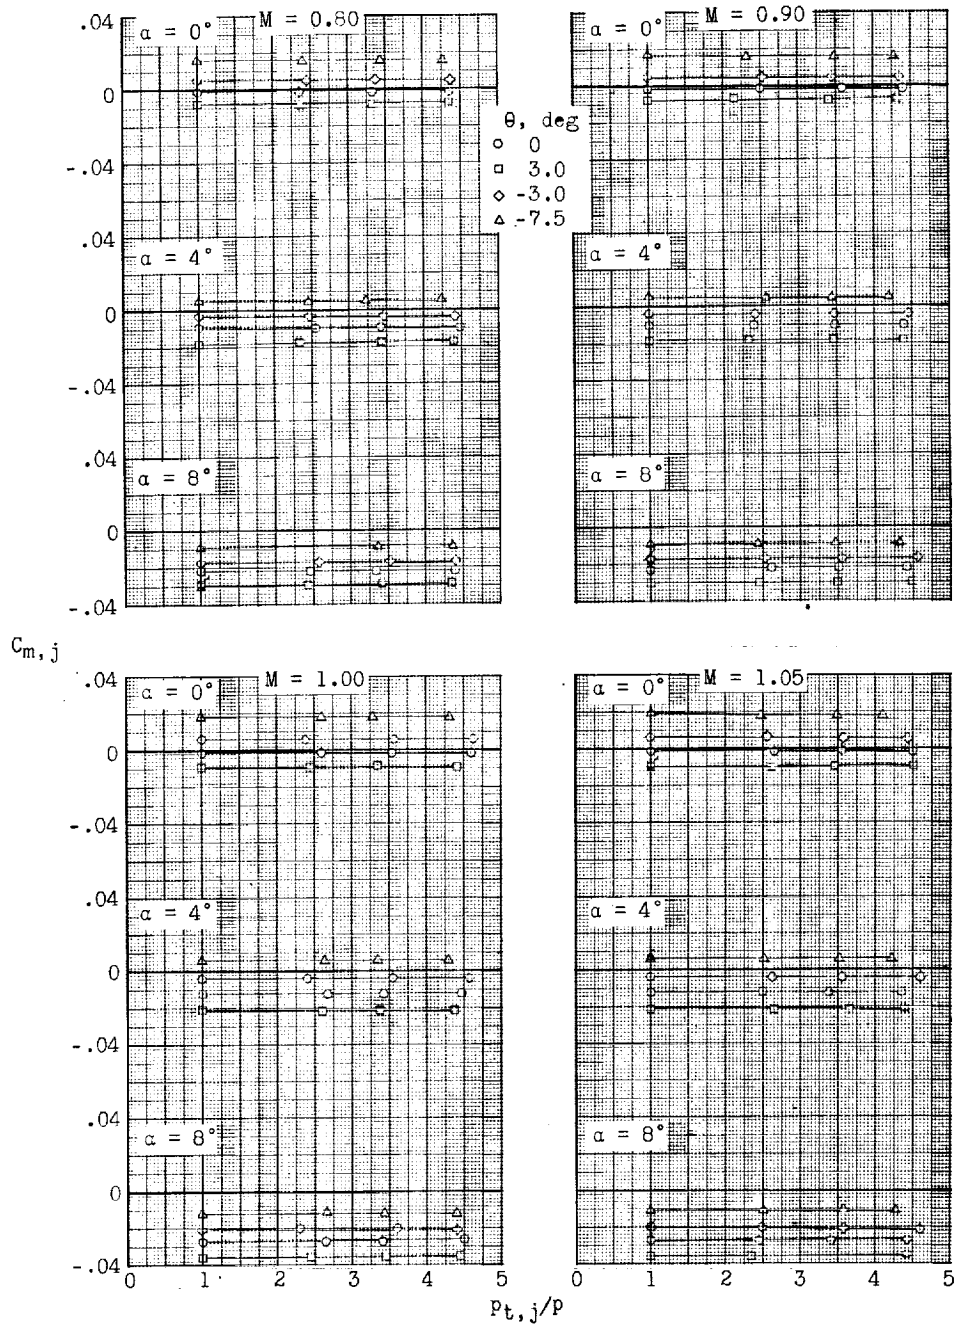 M = 0.80
M = 0.90
.04
α = 0°
α = 0°
0
θ, deg
0
3.0
-3.0
-7.5
-.04
.04
α = 4°
α = 4°
0
-.04
.04
α = 8°
α = 8°
0
-.04
Cm,j
M = 1.00
M = 1.05
.04
α = 0°
α = 0°
0
-.04
.04
α = 4°
α = 4°
0
-.04
.04
α = 8°
α = 8°
0
-.04
0 1 2 3 4 5
0 1 2 3 4 5
pt,j/p